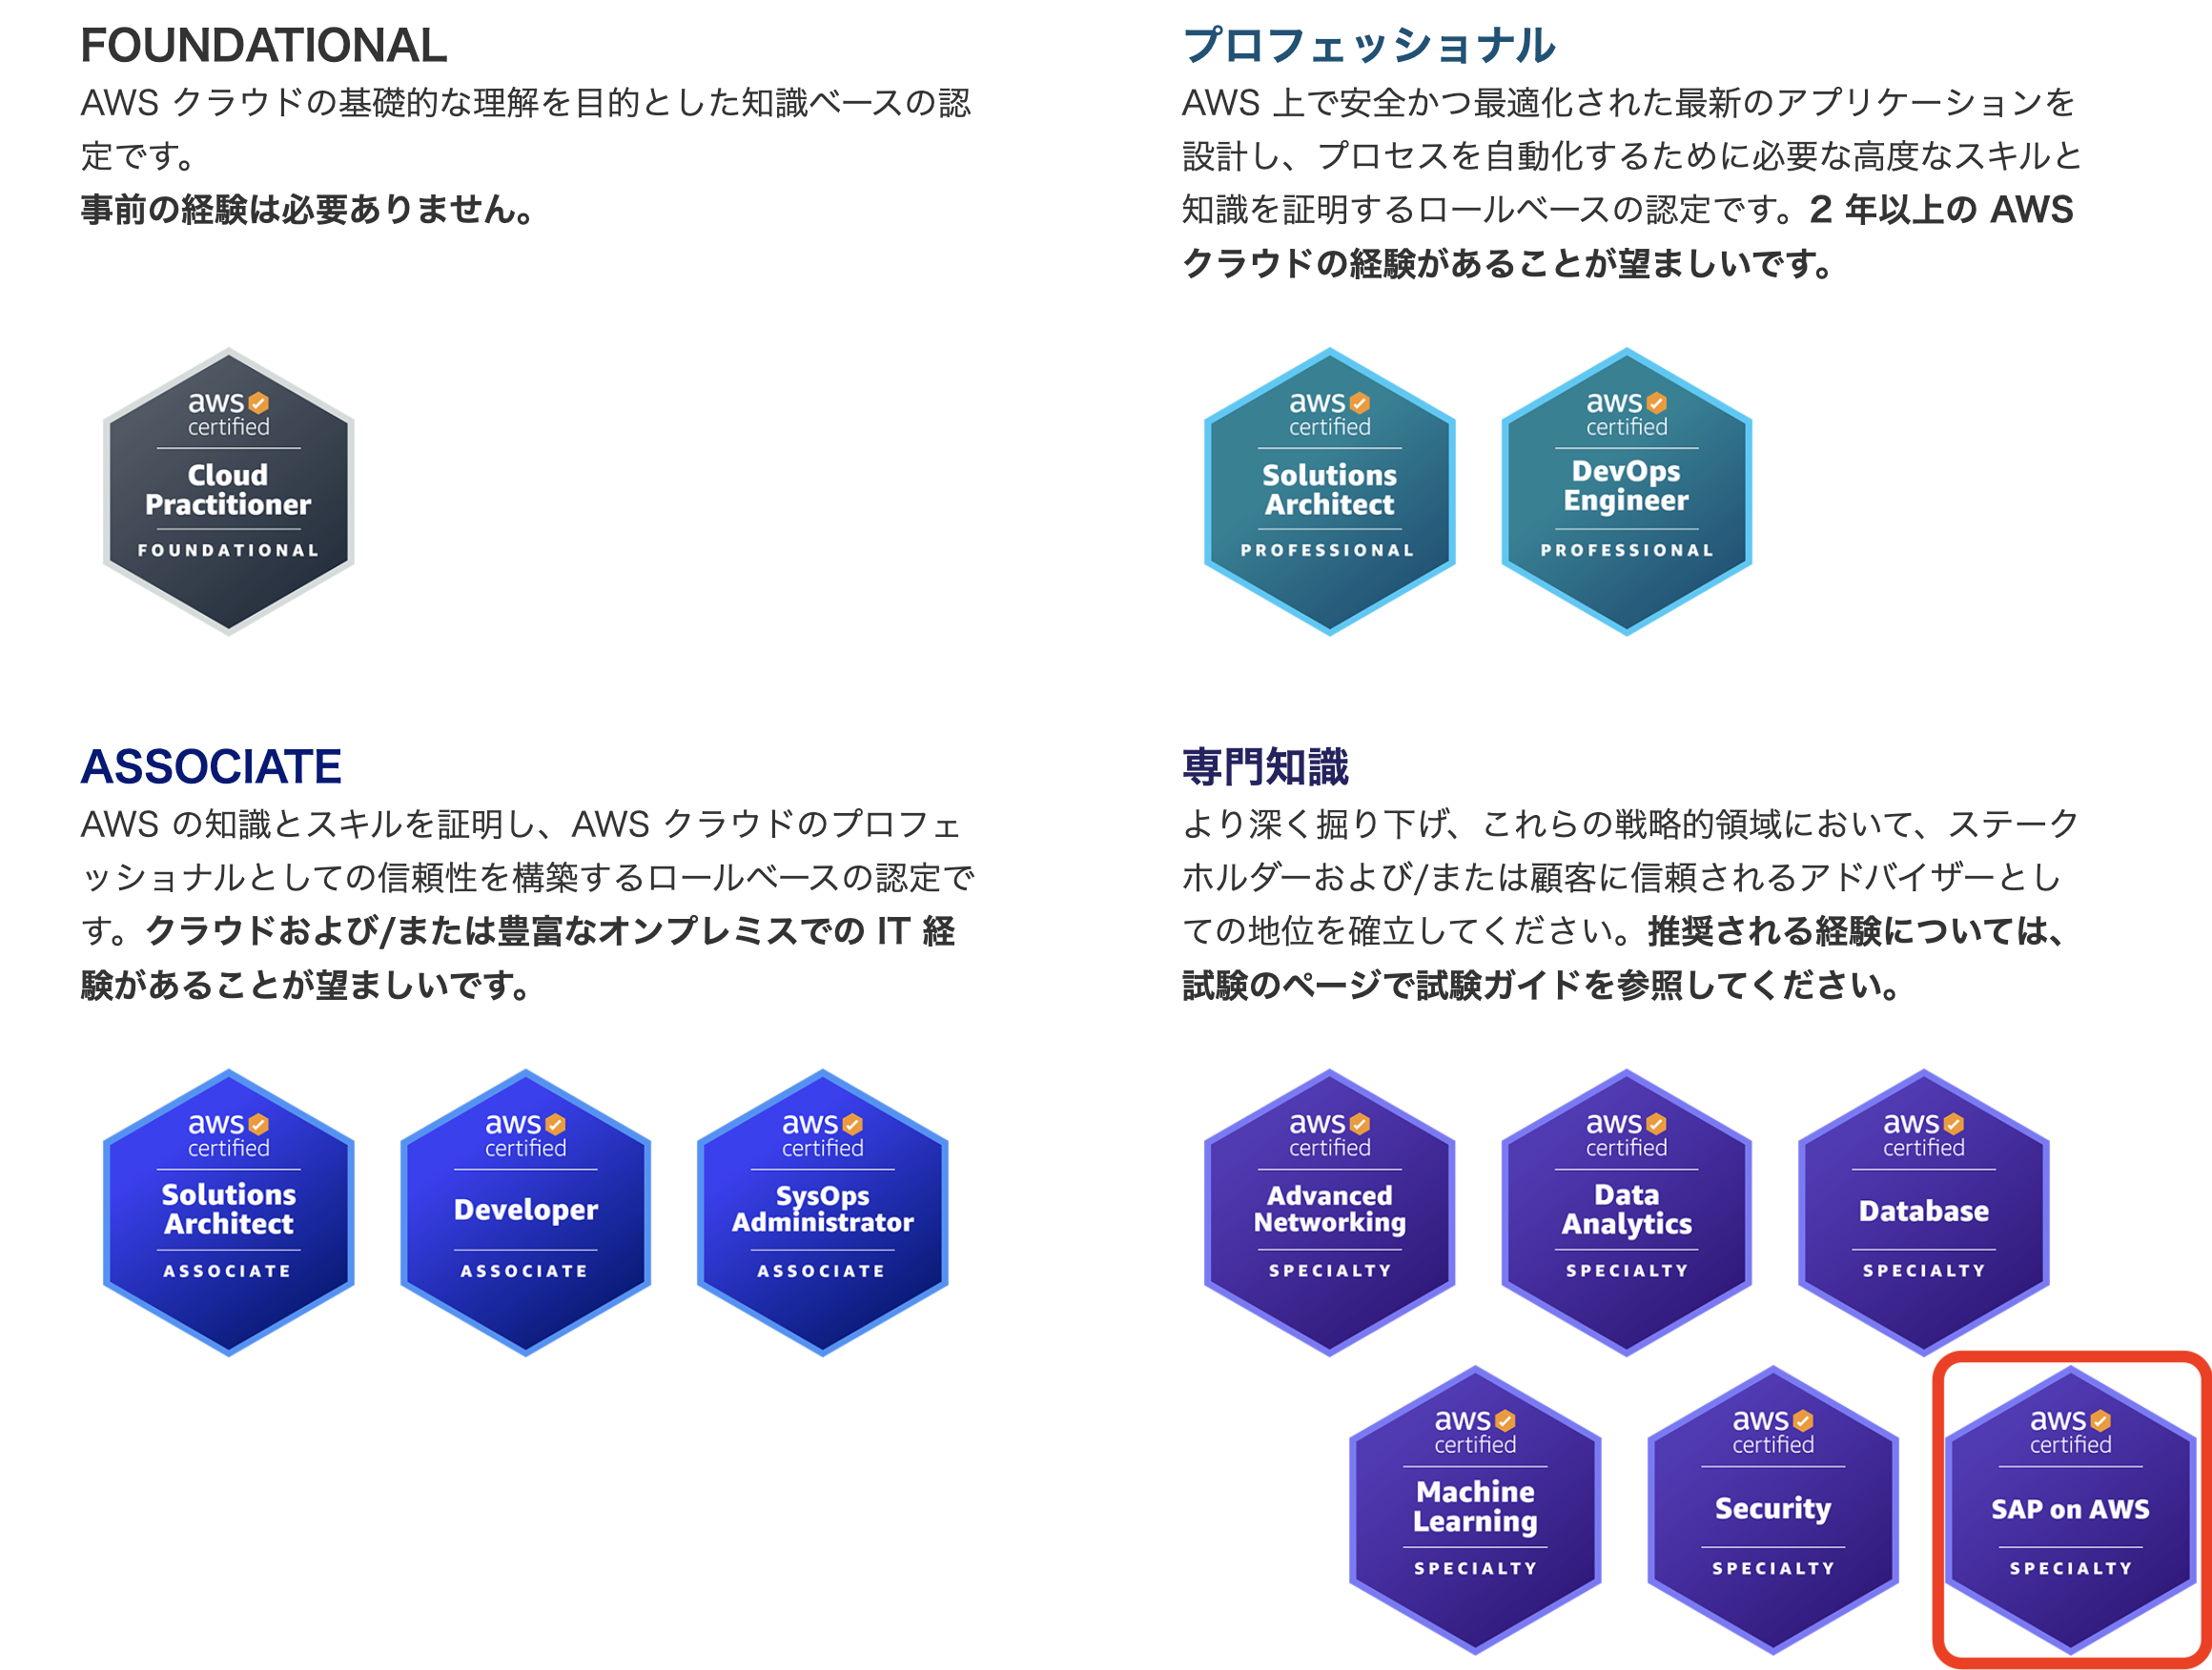 FOUNDATIONAL
AWS クラウドの基礎的な理解を目的とした知識ベースの認
定です。
事前の経験は必要ありません。
aws
certified
Cloud
Practitioner
FOUNDATIONAL
プロフェッショナル
AWS 上で安全かつ最適化された最新のアプリケーションを
設計し、プロセスを自動化するために必要な高度なスキルと
知識を証明するロールベースの認定です。2 年以上の AWS
クラウドの経験があることが望ましいです。
aws
certified
Solutions
Architect
PROFESSIONAL
aws
certified
DevOps
Engineer
PROFESSIONAL
ASSOCIATE
AWS の知識とスキルを証明し、AWS クラウドのプロフェ
ッショナルとしての信頼性を構築するロールベースの認定で
す。クラウドおよび/または豊富なオンプレミスでの IT 経
験があることが望ましいです。
aws
certified
Solutions
Architect
ASSOCIATE
aws
certified
Developer
ASSOCIATE
aws
certified
SysOps
Administrator
ASSOCIATE
専門知識
より深く掘り下げ、これらの戦略的領域において、ステーク
ホルダーおよび/または顧客に信頼されるアドバイザーとし
ての地位を確立してください。推奨される経験については、
試験のページで試験ガイドを参照してください。
aws
certified
Advanced
Networking
SPECIALTY
aws
certified
Data
Analytics
SPECIALTY
aws
certified
Database
SPECIALTY
aws
certified
Machine
Learning
SPECIALTY
aws
certified
Security
SPECIALTY
aws
certified
SAP on AWS
SPECIALTY